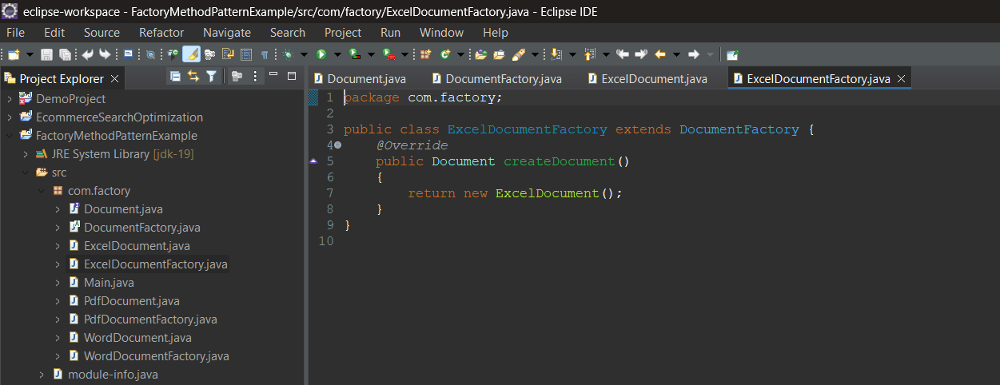 eclipse-workspace - FactoryMethodPatternExample/src/com/factory/ExcelDocumentFactory.java - Eclipse IDE
File Edit Source Refactor Navigate Search Project Run Window Help
Project Explorer
DemoProject
EcommerceSearchOptimization
FactoryMethodPatternExample
JRE System Library [jdk-19]
src
com.factory
Document.java
DocumentFactory.java
ExcelDocument.java
ExcelDocumentFactory.java
Main.java
PdfDocument.java
PdfDocumentFactory.java
WordDocument.java
WordDocumentFactory.java
module-info.java
Document.java DocumentFactory.java ExcelDocument.java ExcelDocumentFactory.java
1 package com.factory;
2
3 public class ExcelDocumentFactory extends DocumentFactory {
4 @Override
5 public Document createDocument()
6 {
7 return new ExcelDocument();
8 }
9 }
10